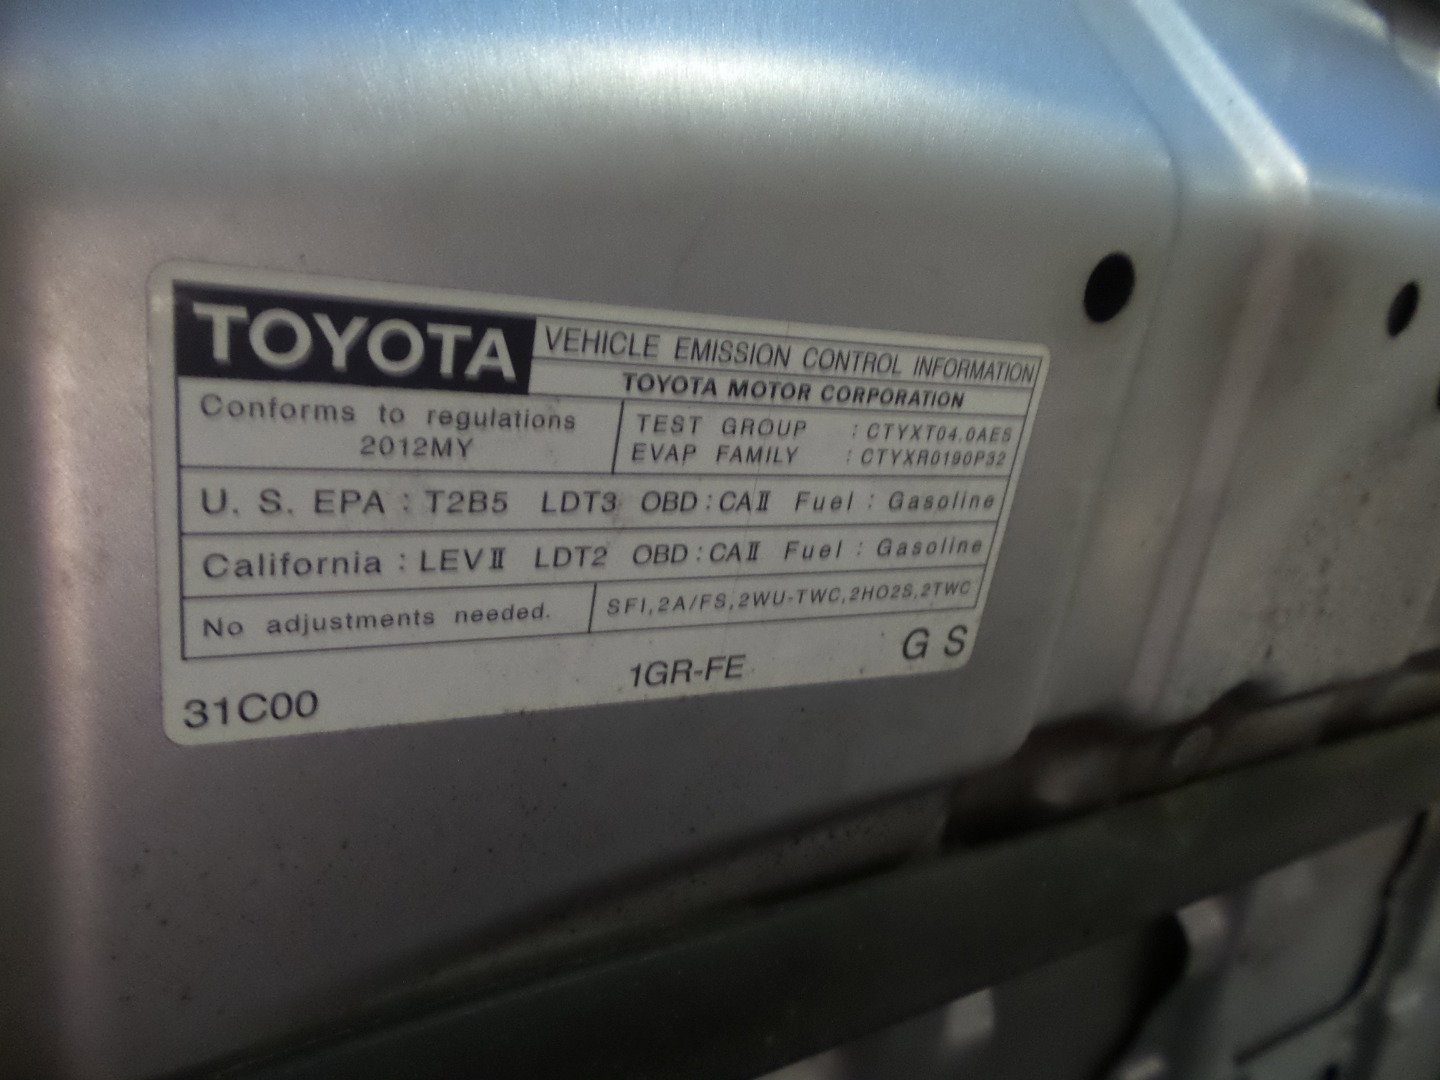 TOYOTA VEHICLE EMISSION CONTROL INFORMATION
TOYOTA MOTOR CORPORATION
Conforms to regulations
2012MY
TEST GROUP : CTYXT04.0AES
EVAP FAMILY : CTYXR0190P32
U. S. EPA : T2B5 LDT3 OBD : CAⅡ Fuel : Gasoline
California : LEVⅡ LDT2 OBD : CAⅡ Fuel : Gasoline
No adjustments needed.
SFI,2A/FS,2WU-TWC,2HO2S,2TWC
31C00 1GR-FE G S